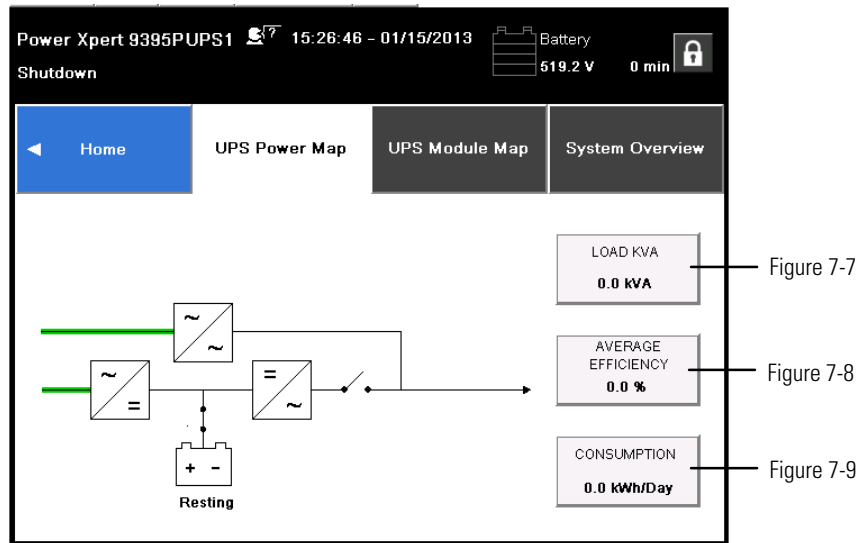 Power Xpert 9395PUPS1 ? 15:26:46 - 01/15/2013 Battery
Shutdown 519.2 V 0 min
Home UPS Power Map UPS Module Map System Overview
LOAD KVA
0.0 kVA
Figure 7-7
AVERAGE
EFFICIENCY
0.0 %
Figure 7-8
CONSUMPTION
0.0 kWh/Day
Figure 7-9
~
~
~
=
=
~
+ -
Resting